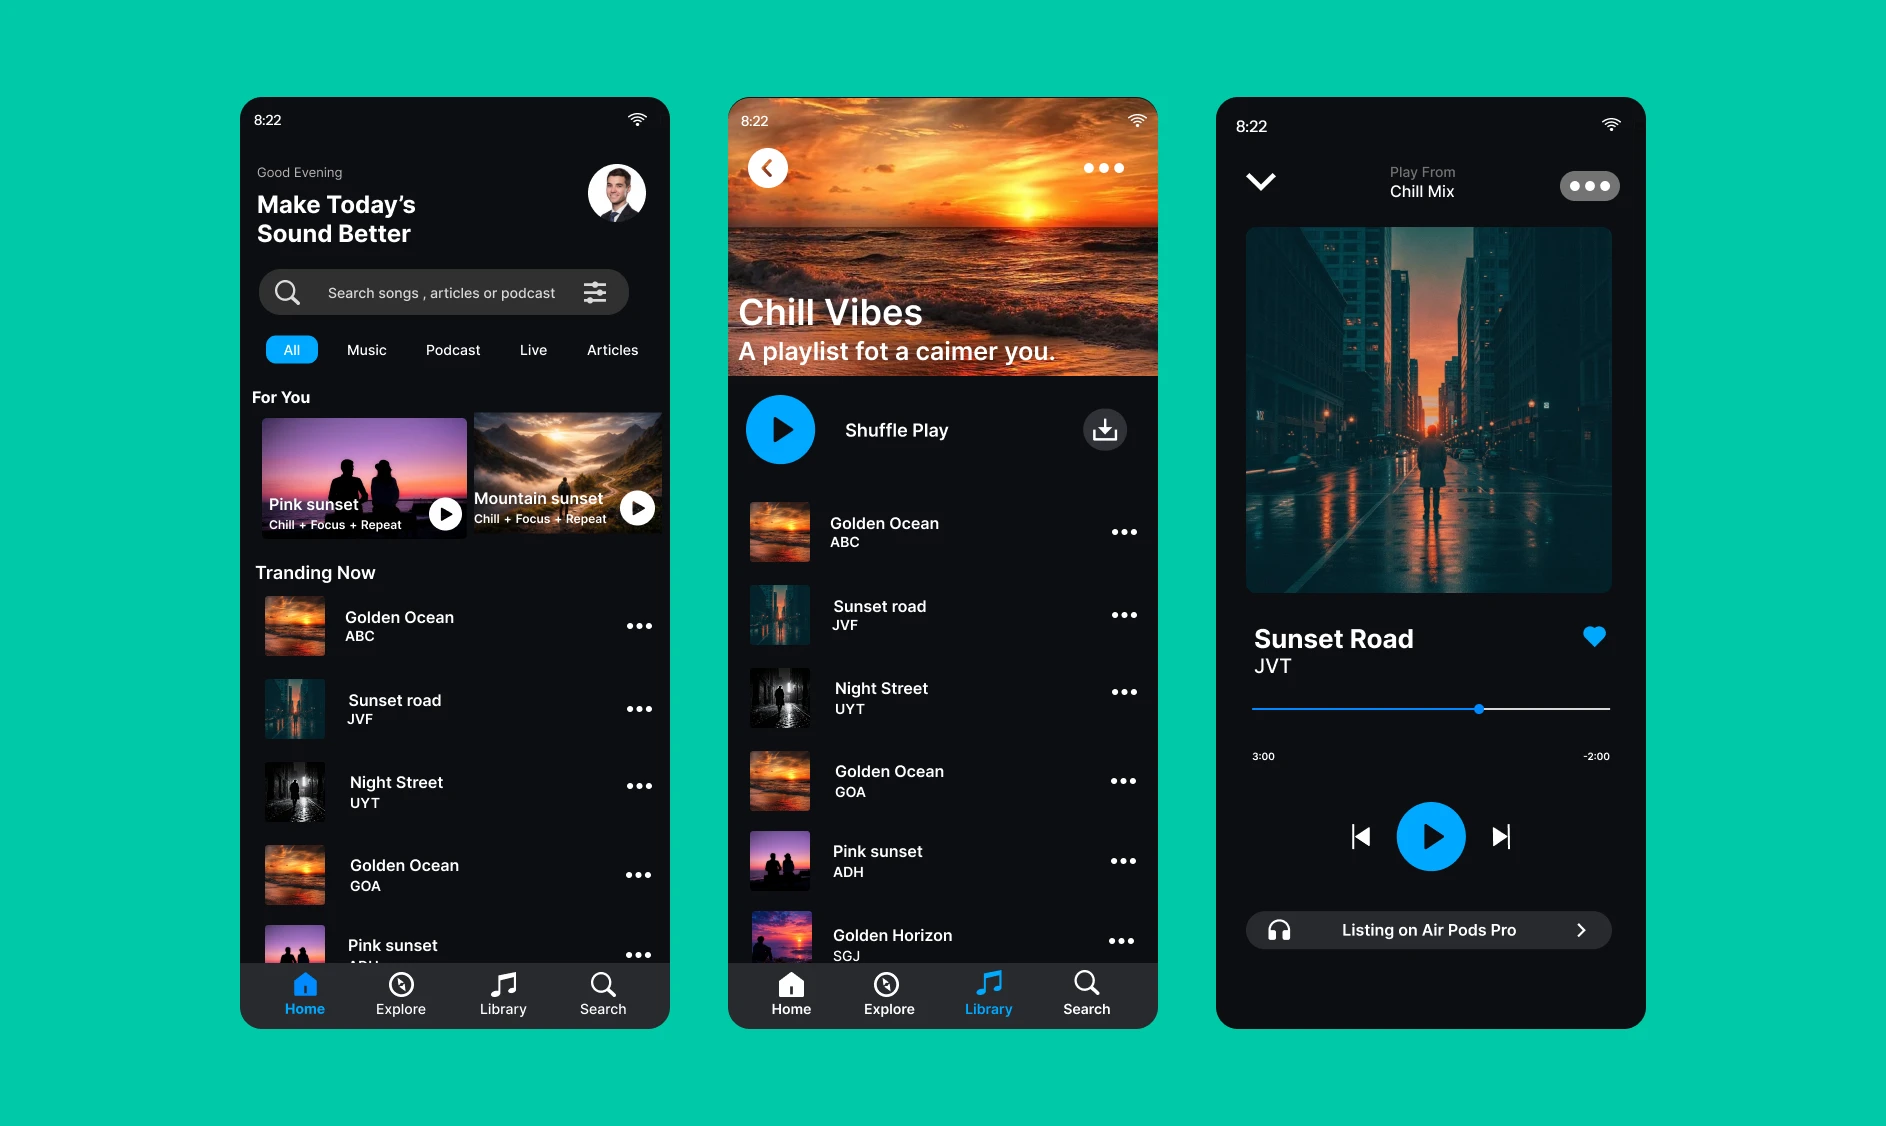 8:22
Good Evening
Make Today's
Sound Better
Search songs , articles or podcast
All
Music
Podcast
Live
Articles
For You
Pink sunset
Chill + Focus + Repeat
Mountain sunset
Chill + Focus + Repeat
Tranding Now
Golden Ocean
ABC
Sunset road
JVF
Night Street
UYT
Golden Ocean
GOA
Pink sunset
Home
Explore
Library
Search
8:22
Chill Vibes
A playlist fot a caimer you.
Shuffle Play
Golden Ocean
ABC
Sunset road
JVF
Night Street
UYT
Golden Ocean
GOA
Pink sunset
ADH
Golden Horizon
SGJ
Home
Explore
Library
Search
8:22
Play From
Chill Mix
Sunset Road
JVT
3:00
-2:00
Listing on Air Pods Pro